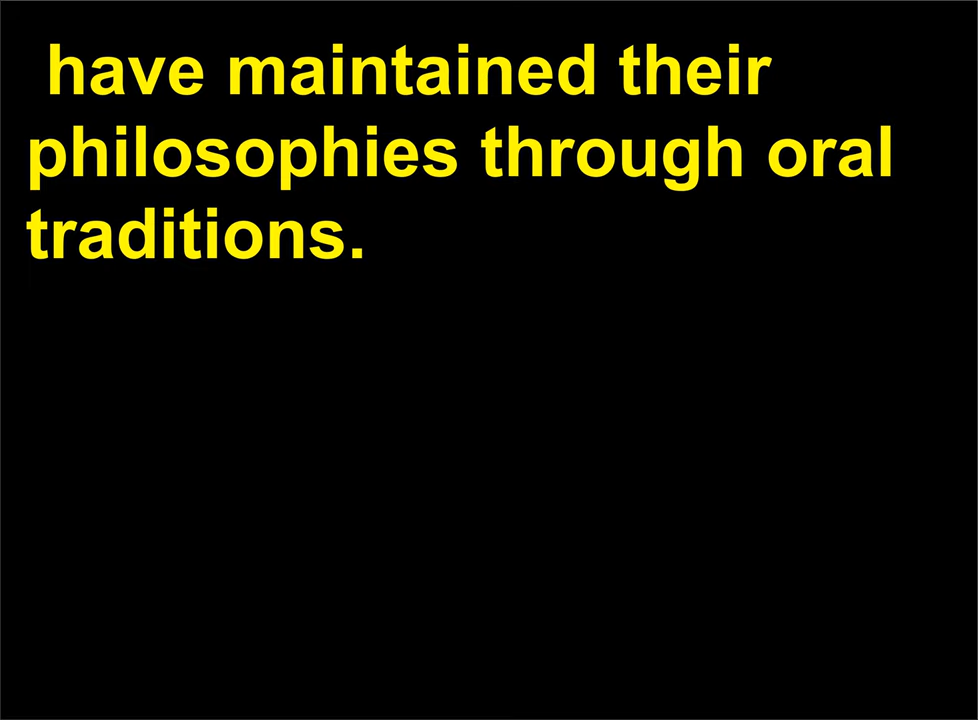 have maintained their
philosophies through oral
traditions.